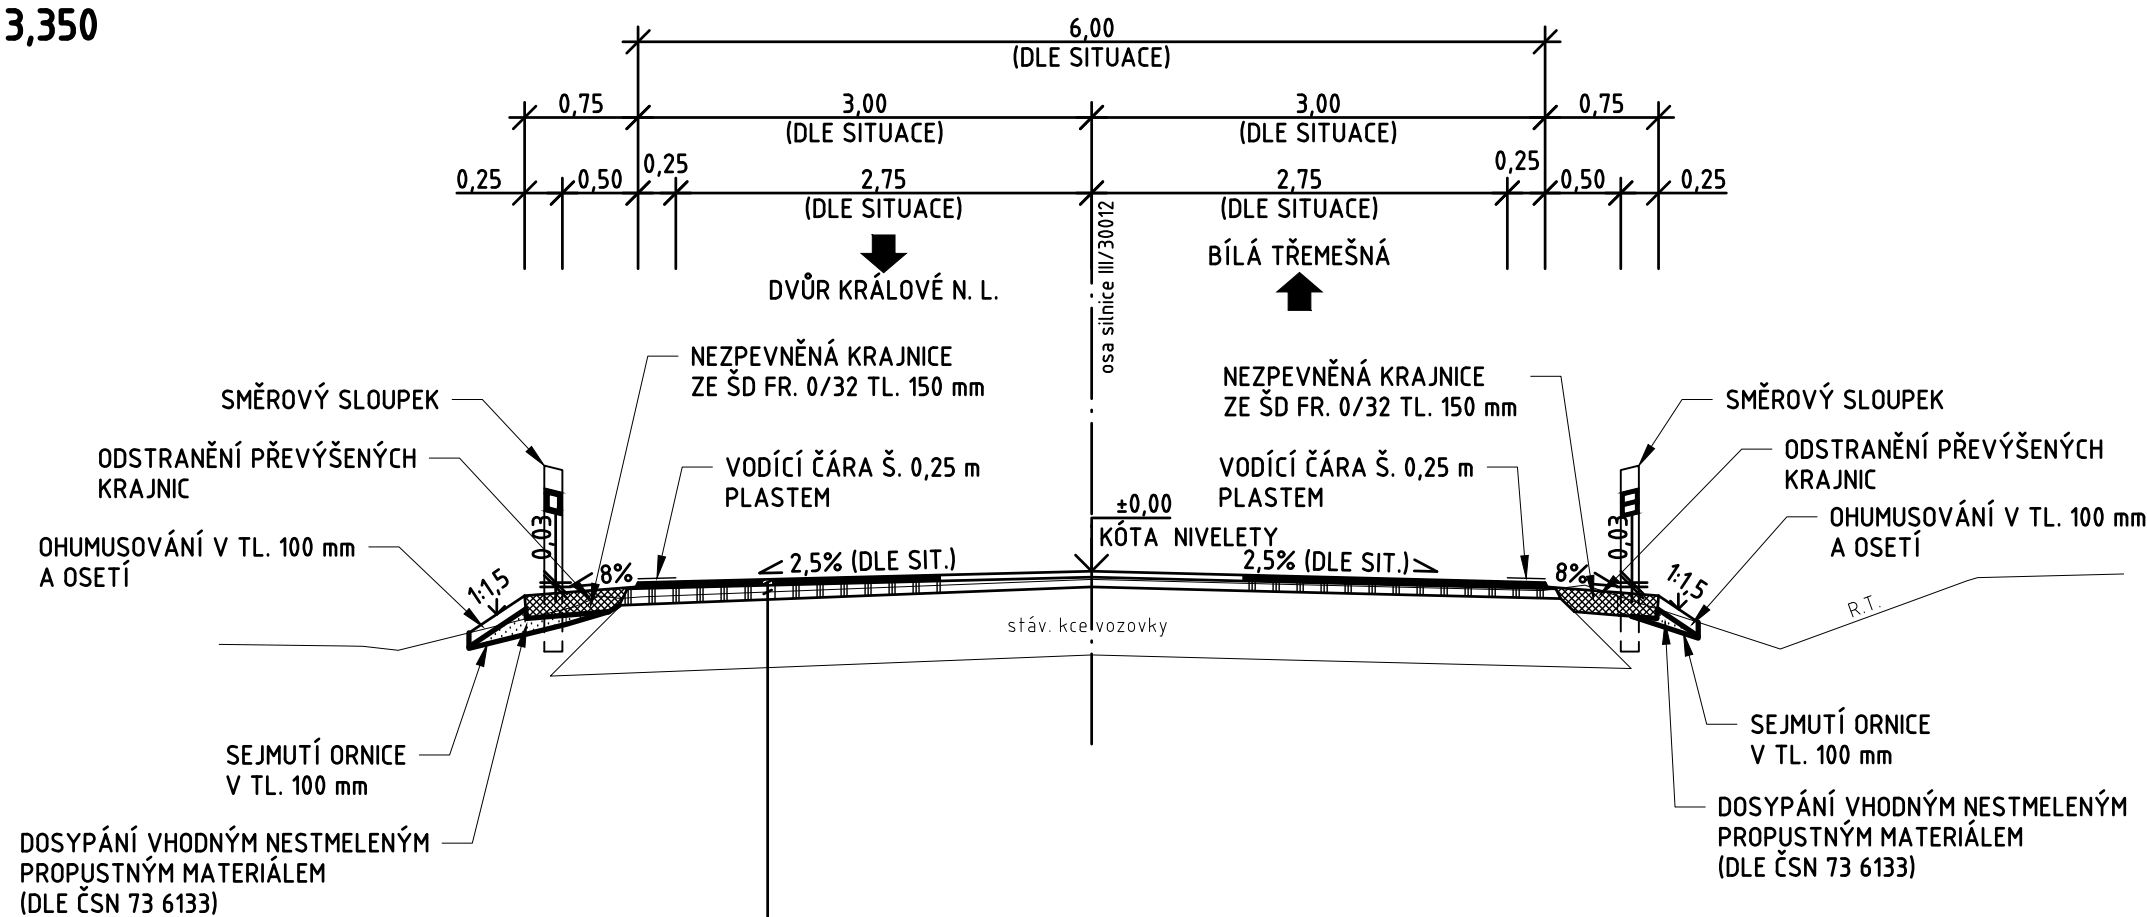 3,350
6,00
(DLE SITUACE)
0,75
3,00
(DLE SITUACE)
3,00
(DLE SITUACE)
0,75
0,25
0,50
0,25
2,75
(DLE SITUACE)
2,75
(DLE SITUACE)
0,25
0,50
0,25
DVŮR KRÁLOVÉ N. L.
osa silnice III/30012
BÍLÁ TŘEMEŠNÁ
SMĚROVÝ SLOUPEK
NEZPEVNĚNÁ KRAJNICE
ZE ŠD FR. 0/32 TL. 150 mm
NEZPEVNĚNÁ KRAJNICE
ZE ŠD FR. 0/32 TL. 150 mm
SMĚROVÝ SLOUPEK
ODSTRANĚNÍ PŘEVÝŠENÝCH
KRAJNIC
VODÍCÍ ČÁRA Š. 0,25 m
PLASTEM
VODÍCÍ ČÁRA Š. 0,25 m
PLASTEM
ODSTRANĚNÍ PŘEVÝŠENÝCH
KRAJNIC
OHUMUSOVÁNÍ V TL. 100 mm
A OSETÍ
0,03
±0,00
KÓTA NIVELETY
0,03
OHUMUSOVÁNÍ V TL. 100 mm
A OSETÍ
1:1,5
8%
2,5% (DLE SIT.)
2,5% (DLE SIT.)
8%
1:1,5
R.T.
stáv. kce vozovky
SEJMUTÍ ORNICE
V TL. 100 mm
SEJMUTÍ ORNICE
V TL. 100 mm
DOSYPÁNÍ VHODNÝM NESTMELENÝM
PROPUSTNÝM MATERIÁLEM
(DLE ČSN 73 6133)
DOSYPÁNÍ VHODNÝM NESTMELENÝM
PROPUSTNÝM MATERIÁLEM
(DLE ČSN 73 6133)